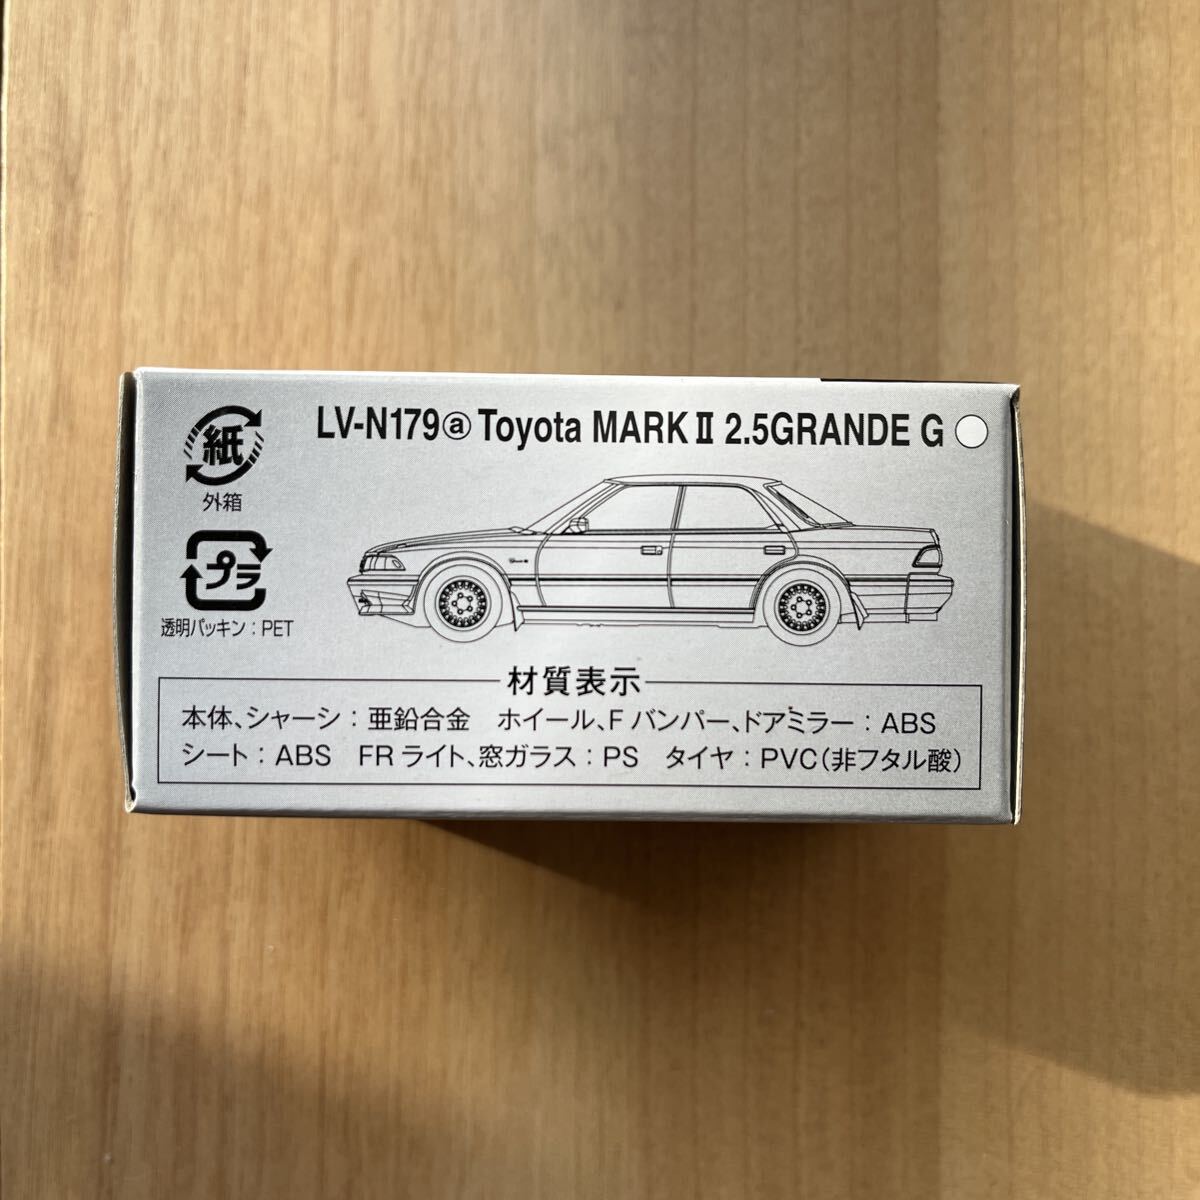 LV-N179ⓐ Toyota MARK Ⅱ 2.5GRANDE G
紙
外箱
プラ
透明パッキン：PET
材質表示
本体、シャーシ：亜鉛合金　ホイール、Fバンパー、ドアミラー：ABS
シート：ABS　FRライト、窓ガラス：PS　タイヤ：PVC（非フタル酸）